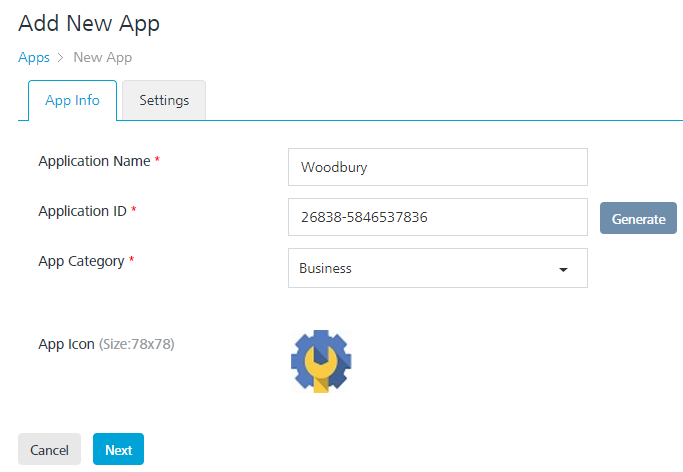 Add New App
Apps > New App
App Info Settings
Application Name * Woodbury
Application ID * 26838-5846537836 Generate
App Category * Business
App Icon (Size:78x78)
Cancel Next